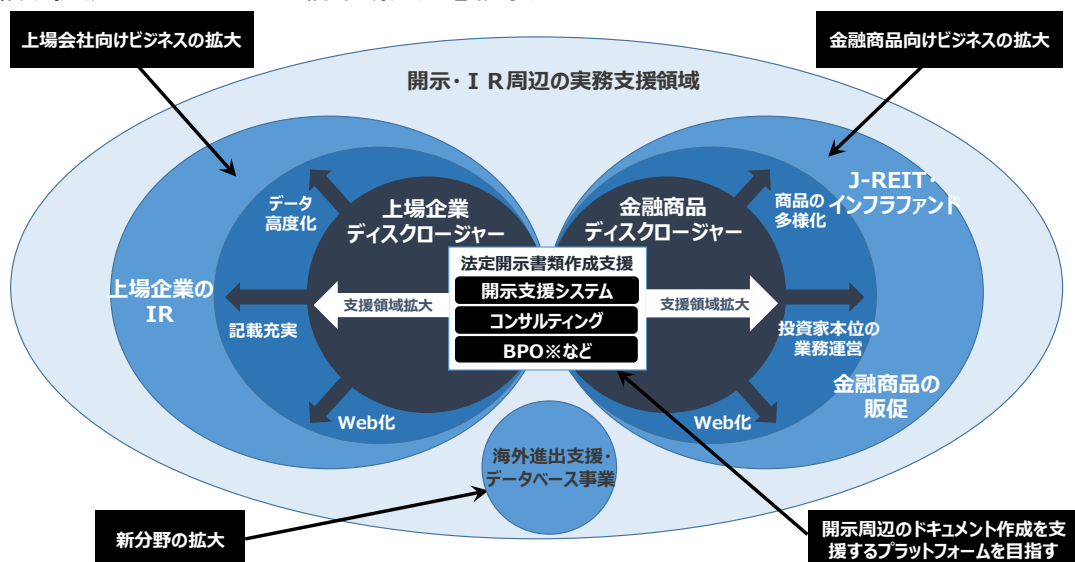 上場会社向けビジネスの拡大
金融商品向けビジネスの拡大
開示・ＩＲ周辺の実務支援領域
データ
高度化
上場企業
ディスクロージャー
金融商品
ディスクロージャー
商品の
多様化
J-REIT・
インフラファンド
法定開示書類作成支援
開示支援システム
コンサルティング
BPO※など
支援領域拡大
支援領域拡大
上場企業の
IR
記載充実
投資家本位の
業務運営
Web化
Web化
金融商品の
販促
海外進出支援・
データベース事業
新分野の拡大
開示周辺のドキュメント作成を支
援するプラットフォームを目指す